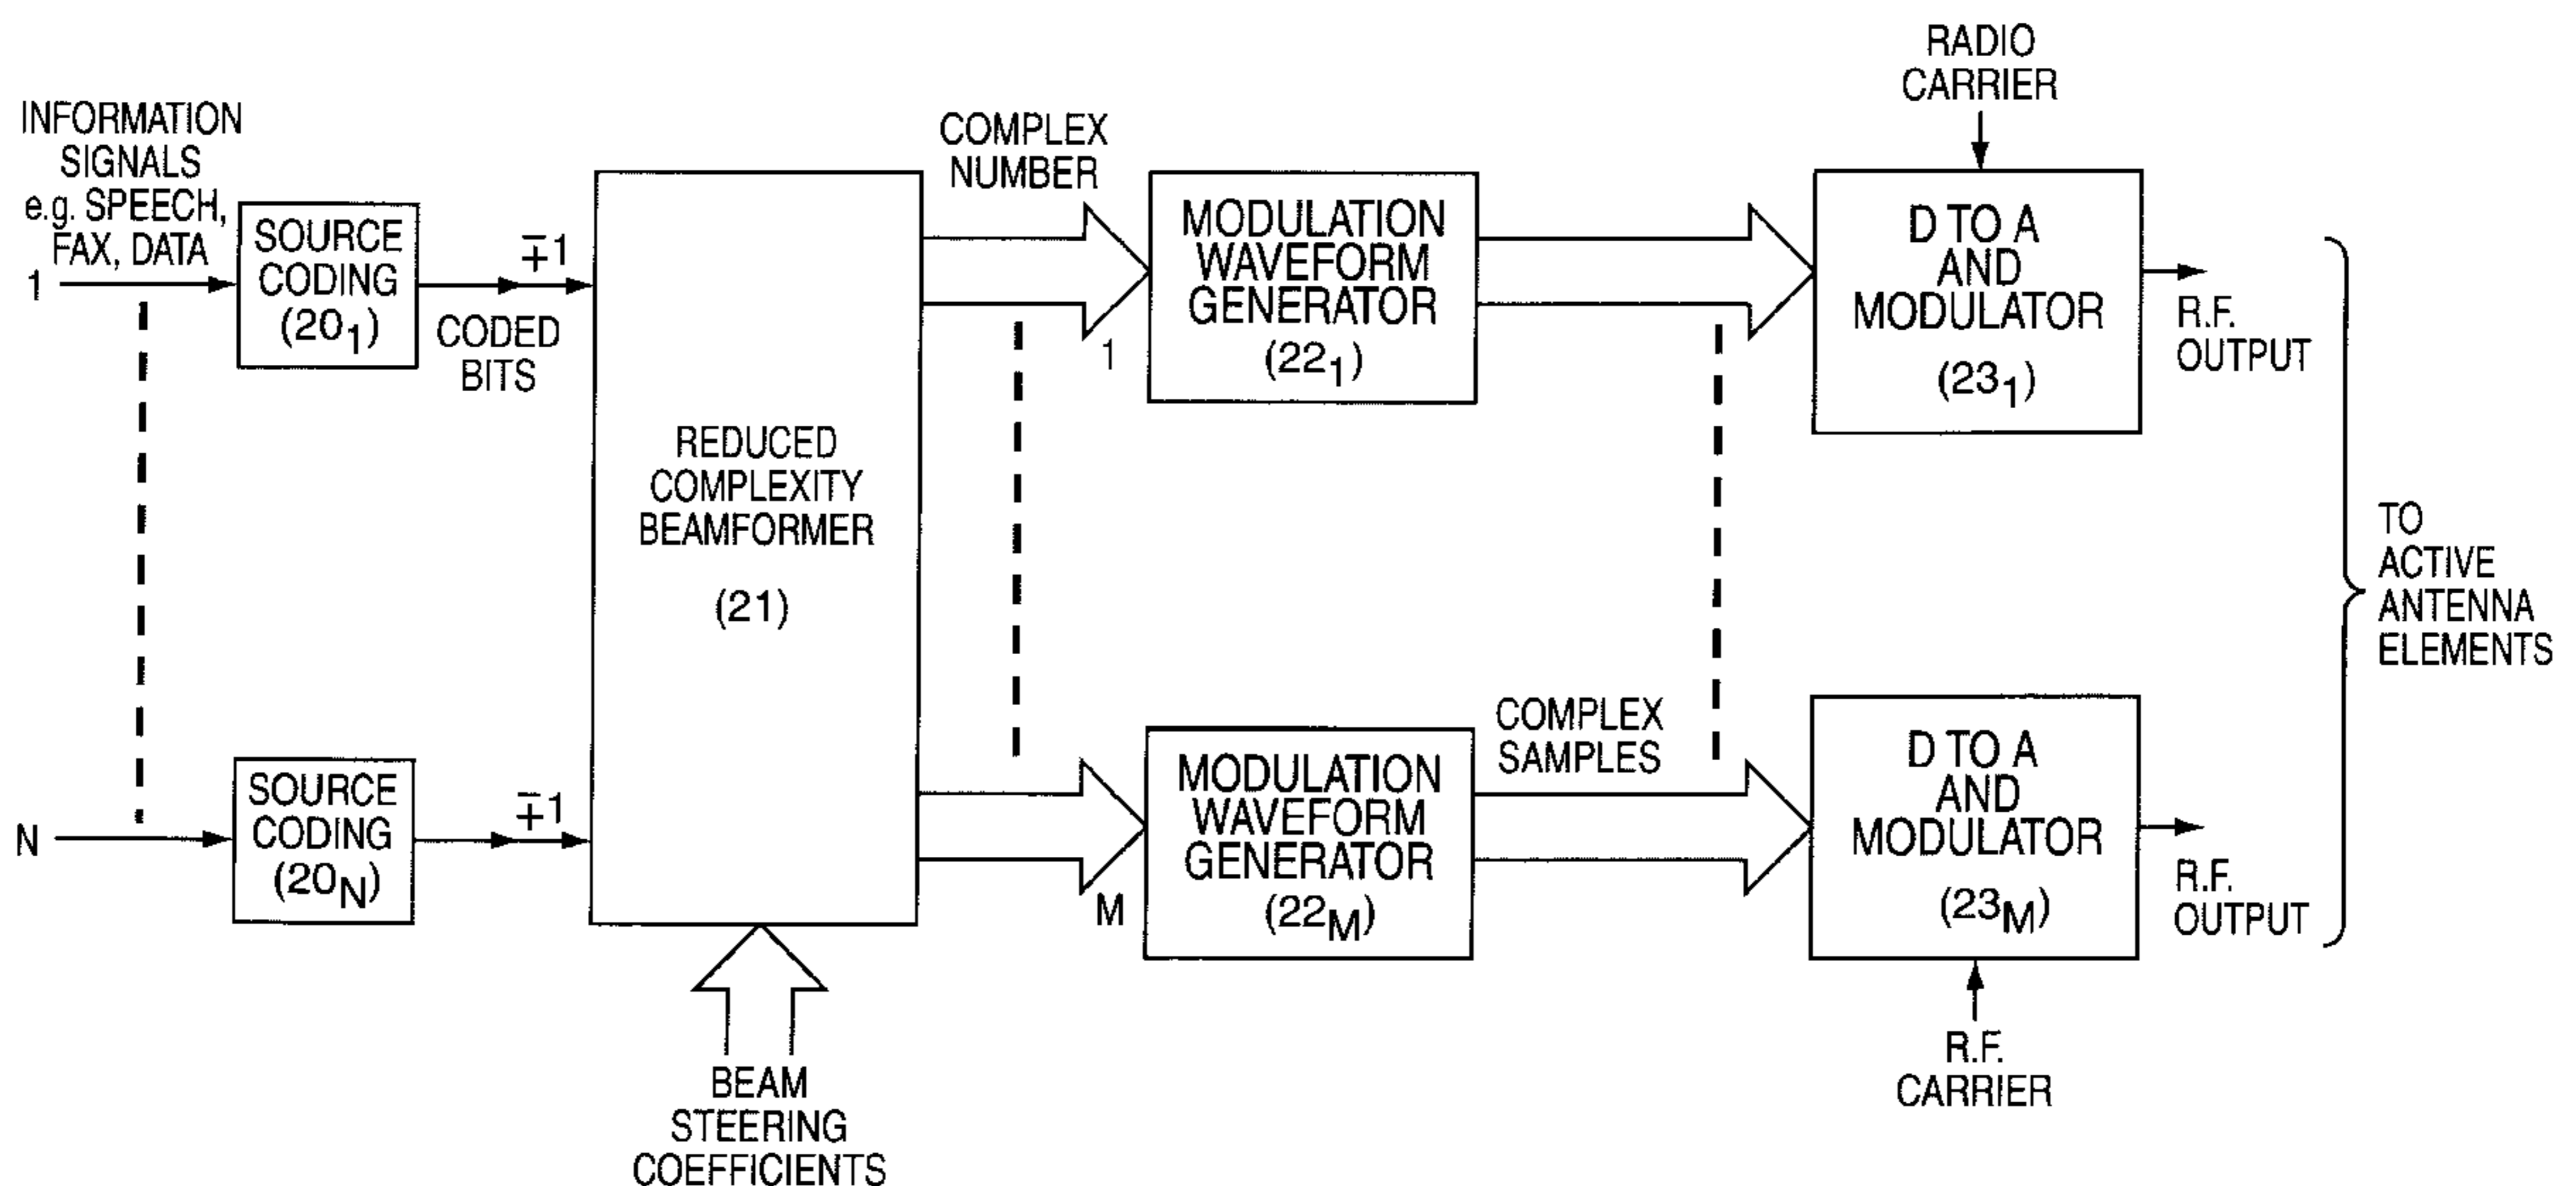 INFORMATION
SIGNALS
e.g. SPEECH,
FAX, DATA
1
SOURCE
CODING
(20₁)
∓1
CODED
BITS
N
SOURCE
CODING
(20N)
∓1
REDUCED
COMPLEXITY
BEAMFORMER
(21)
BEAM
STEERING
COEFFICIENTS
COMPLEX
NUMBER
1
M
MODULATION
WAVEFORM
GENERATOR
(22₁)
MODULATION
WAVEFORM
GENERATOR
(22M)
COMPLEX
SAMPLES
RADIO
CARRIER
D TO A
AND
MODULATOR
(23₁)
R.F.
OUTPUT
D TO A
AND
MODULATOR
(23M)
R.F.
OUTPUT
R.F.
CARRIER
TO
ACTIVE
ANTENNA
ELEMENTS